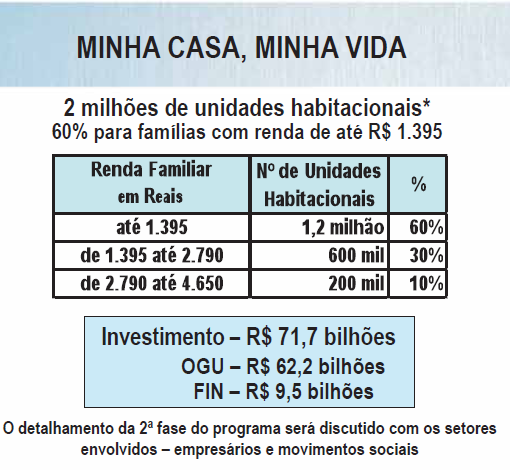 MINHA CASA, MINHA VIDA
2 milhões de unidades habitacionais*
60% para famílias com renda de até R$ 1.395
Renda Familiar em Reais Nº de Unidades Habitacionais %
até 1.395 1,2 milhão 60%
de 1.395 até 2.790 600 mil 30%
de 2.790 até 4.650 200 mil 10%
Investimento – R$ 71,7 bilhões
OGU – R$ 62,2 bilhões
FIN – R$ 9,5 bilhões
O detalhamento da 2ª fase do programa será discutido com os setores
envolvidos – empresários e movimentos sociais